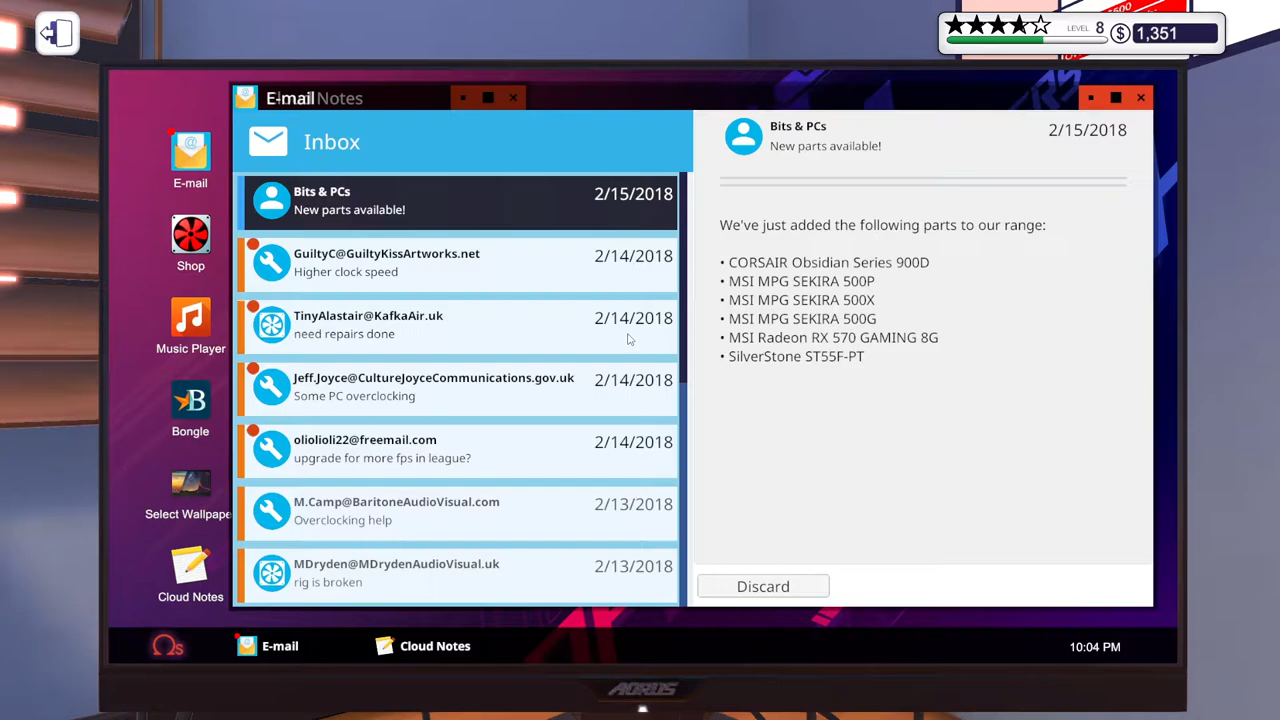 LEVEL 8
$ 1,351
E-mail Notes
Inbox
Bits & PCs
New parts available!
2/15/2018
GuiltyC@GuiltyKissArtworks.net
Higher clock speed
2/14/2018
TinyAlastair@KafkaAir.uk
need repairs done
2/14/2018
Jeff.Joyce@CultureJoyceCommunications.gov.uk
Some PC overclocking
2/14/2018
oliolioli22@freemail.com
upgrade for more fps in league?
2/14/2018
M.Camp@BaritoneAudioVisual.com
Overclocking help
2/13/2018
MDryden@MDrydenAudioVisual.uk
rig is broken
2/13/2018
Bits & PCs
New parts available!
2/15/2018
We've just added the following parts to our range:
• CORSAIR Obsidian Series 900D
• MSI MPG SEKIRA 500P
• MSI MPG SEKIRA 500X
• MSI MPG SEKIRA 500G
• MSI Radeon RX 570 GAMING 8G
• SilverStone ST55F-PT
Discard
E-mail
Shop
Music Player
Bongle
Select Wallpape
Cloud Notes
E-mail
Cloud Notes
10:04 PM
AORUS